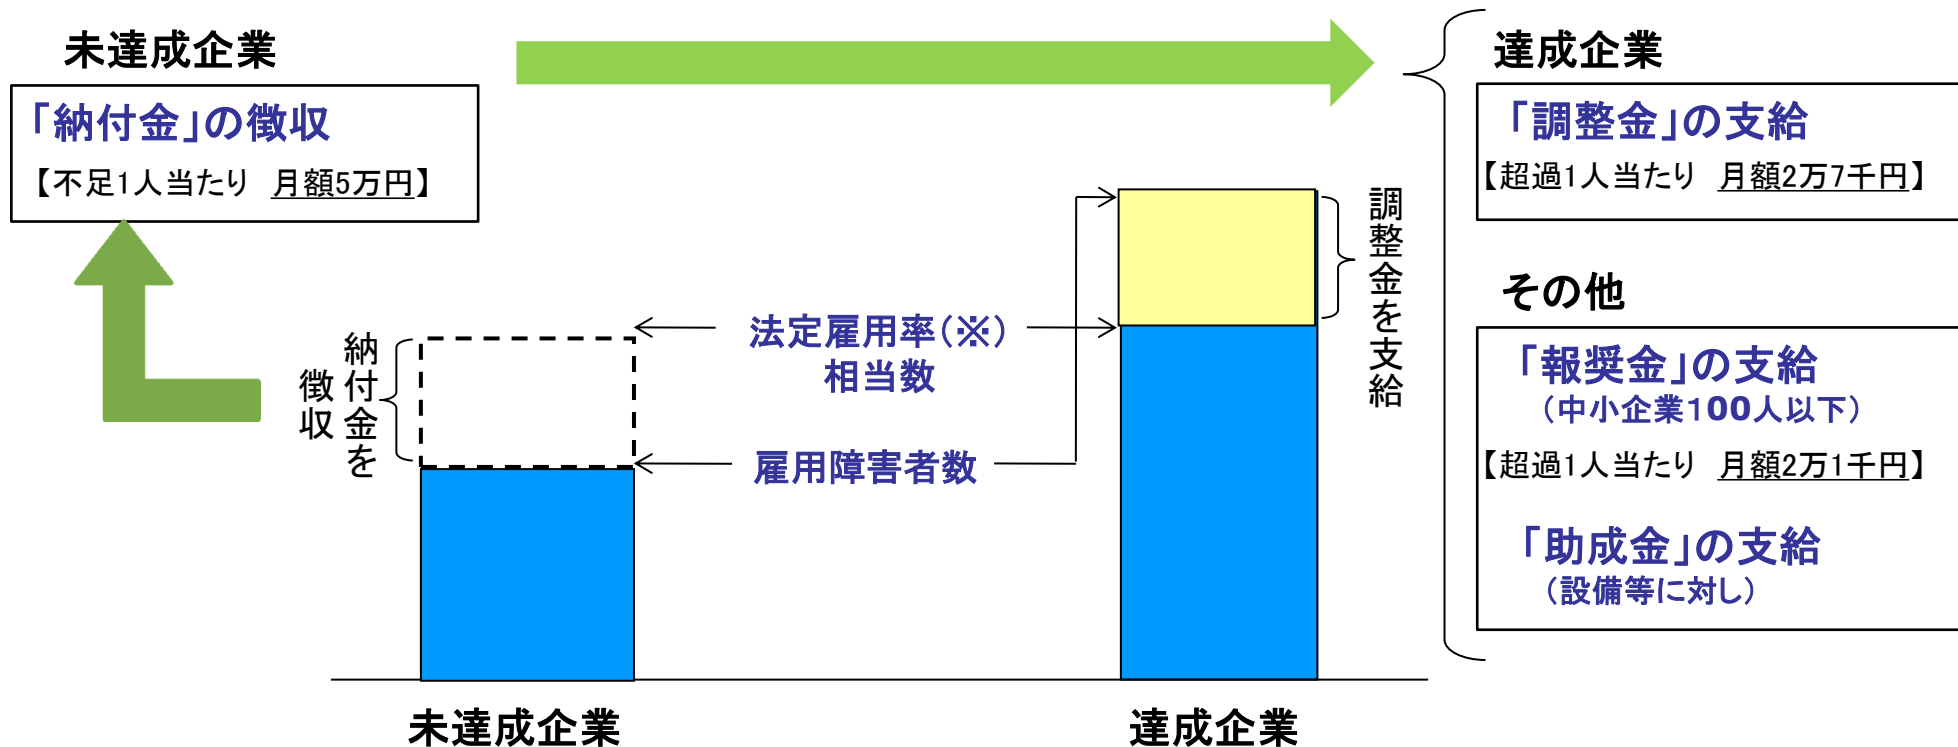 未達成企業
「納付金」の徴収
【不足1人当たり　月額5万円】
達成企業
「調整金」の支給
【超過1人当たり　月額2万7千円】
その他
「報奨金」の支給
（中小企業100人以下）
【超過1人当たり　月額2万1千円】
「助成金」の支給
（設備等に対し）
納付金を
徴収
法定雇用率(※)
相当数
雇用障害者数
調整金を支給
未達成企業
達成企業